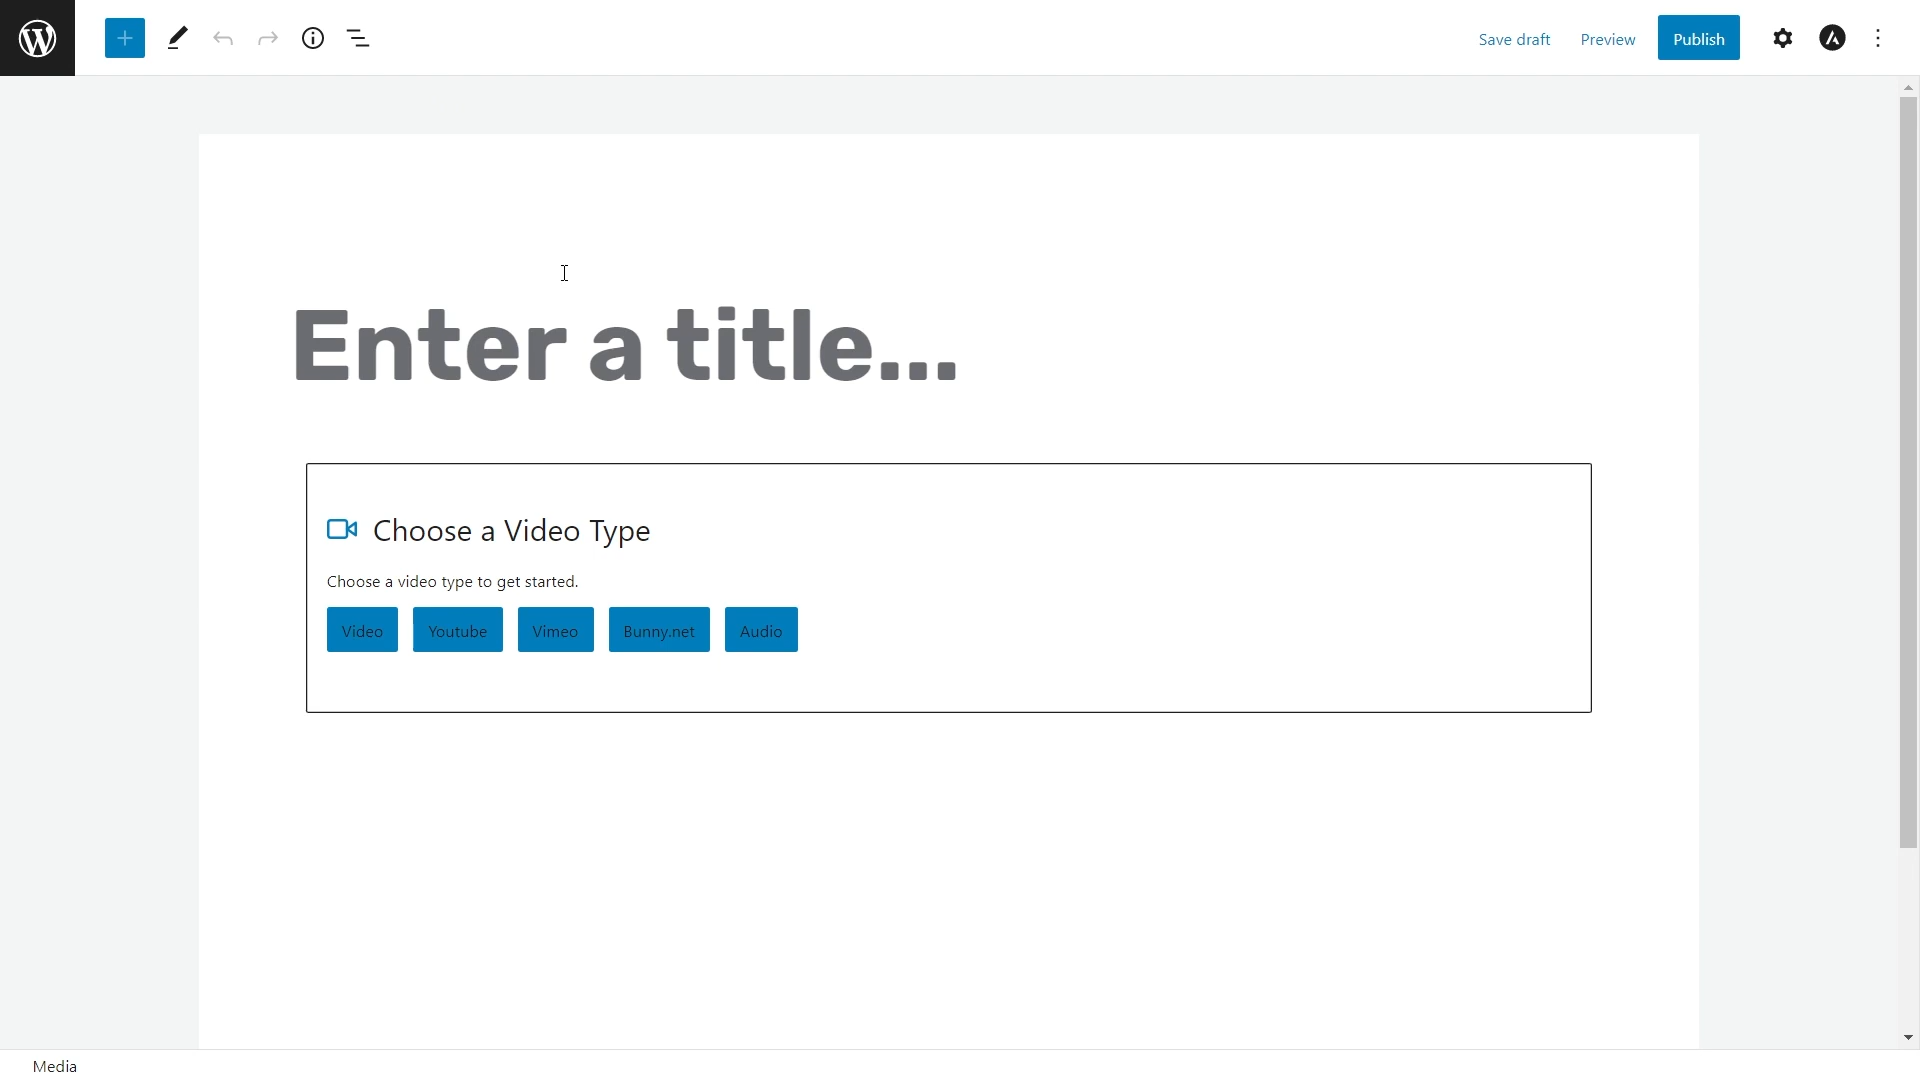 Save draft Preview Publish
Enter a title...
Choose a Video Type
Choose a video type to get started.
Video Youtube Vimeo Bunny.net Audio
Media